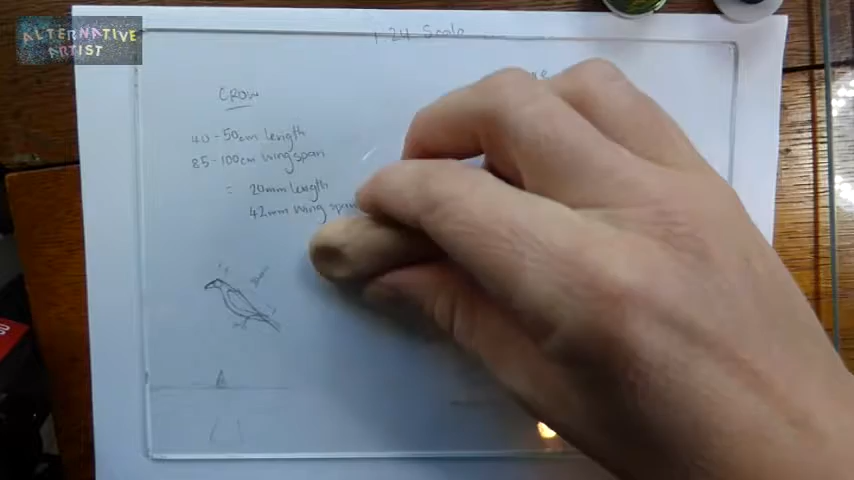 ALTERNATIVE
ARTIST
1:24 Scale
CROW
40-50cm length
85-100cm wingspan
= 20mm length
42mm wing span